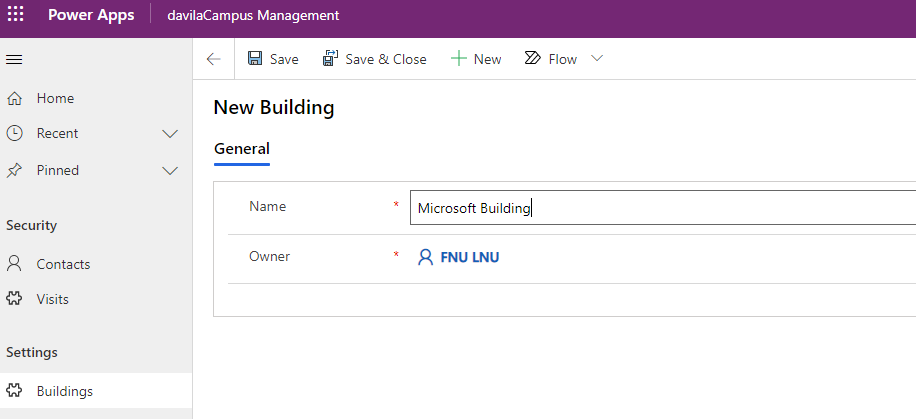 Power Apps davilaCampus Management
Save Save & Close New Flow
Home
Recent
Pinned
Security
Contacts
Visits
Settings
Buildings
New Building
General
Name * Microsoft Building
Owner * FNU LNU